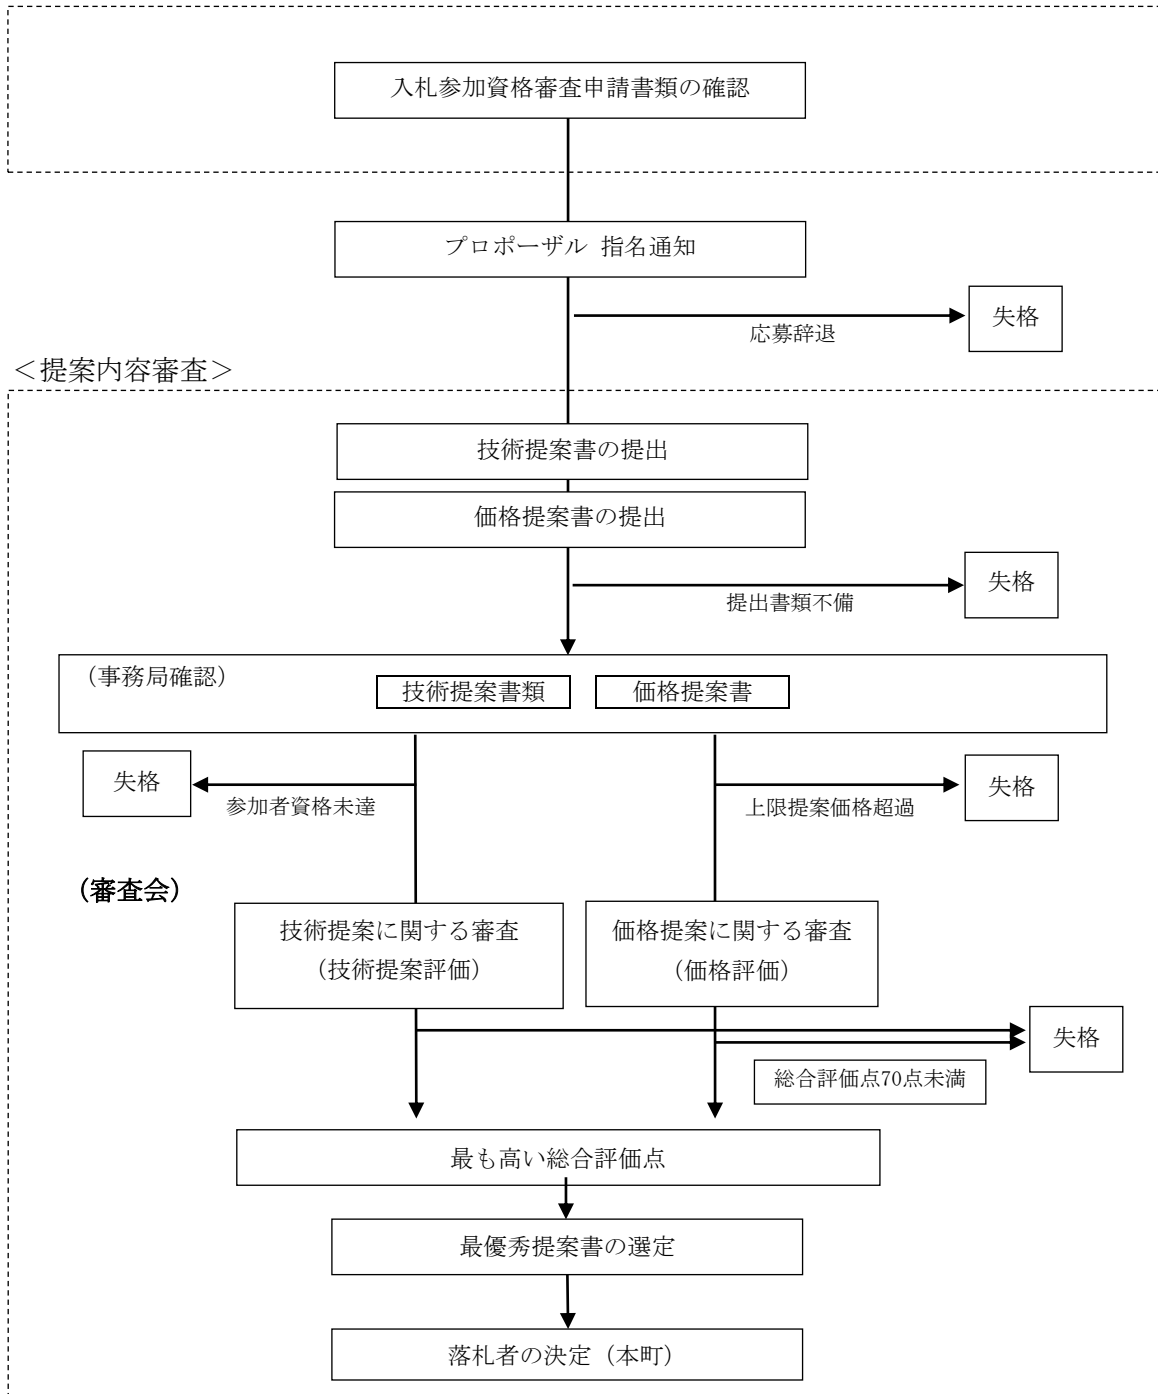 入札参加資格審査申請書類の確認
プロポーザル 指名通知
応募辞退
失格
＜提案内容審査＞
技術提案書の提出
価格提案書の提出
提出書類不備
失格
（事務局確認）
技術提案書類
価格提案書
失格
参加者資格未達
上限提案価格超過
失格
（審査会）
技術提案に関する審査
（技術提案評価）
価格提案に関する審査
（価格評価）
失格
総合評価点70点未満
最も高い総合評価点
最優秀提案書の選定
落札者の決定（本町）